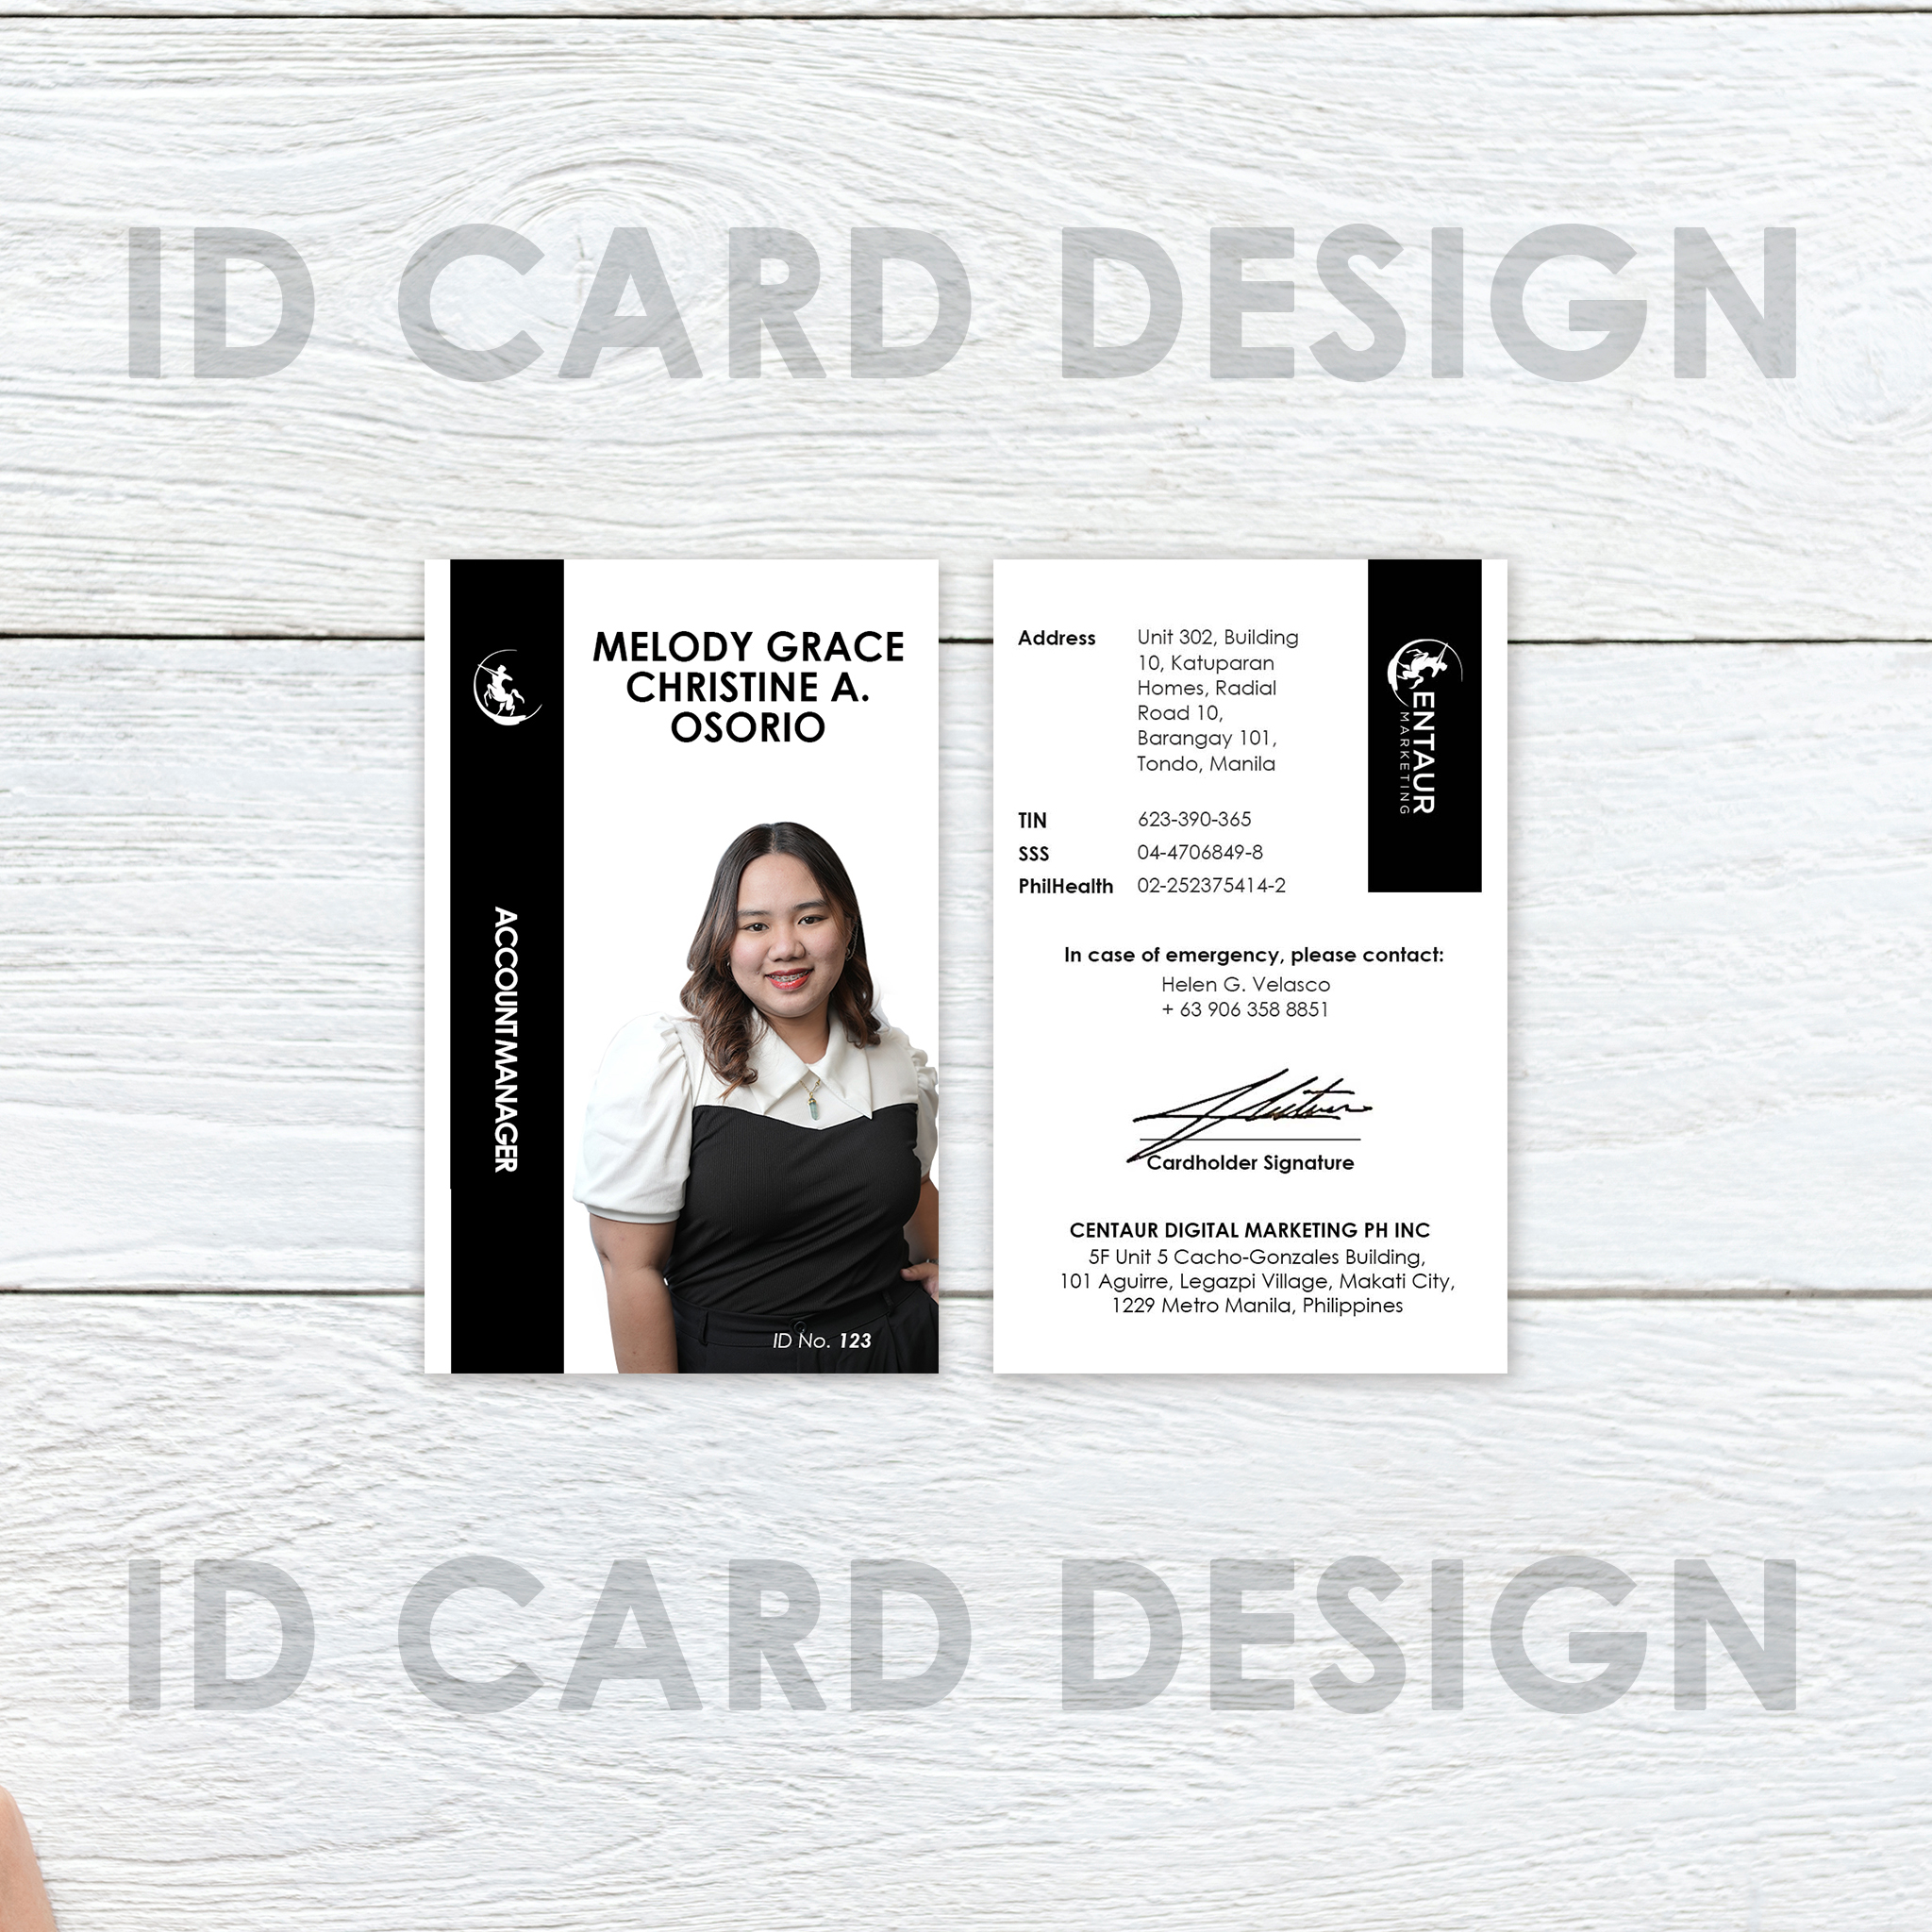 ID CARD DESIGN
MELODY GRACE
CHRISTINE A.
OSORIO
ACCOUNT MANAGER
ID No. 123
Address Unit 302, Building
10, Katuparan
Homes, Radial
Road 10,
Barangay 101,
Tondo, Manila
TIN 623-390-365
SSS 04-4706849-8
PhilHealth 02-252375414-2
ENTAUR
MARKETING
In case of emergency, please contact:
Helen G. Velasco
+ 63 906 358 8851
Cardholder Signature
CENTAUR DIGITAL MARKETING PH INC
5F Unit 5 Cacho-Gonzales Building,
101 Aguirre, Legazpi Village, Makati City,
1229 Metro Manila, Philippines
ID CARD DESIGN